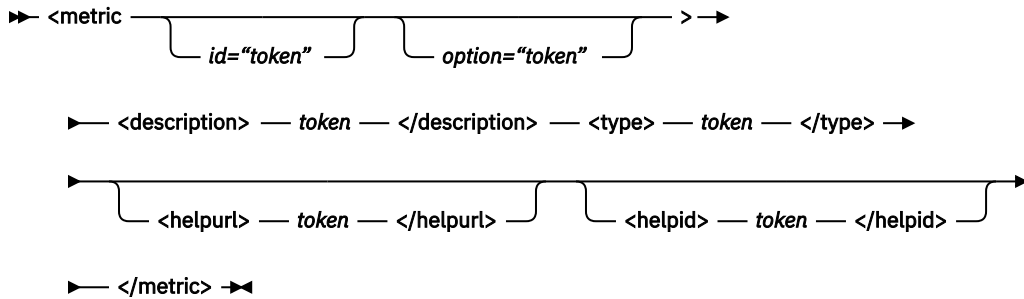 <metric >
id=“token” option=“token”
<description> token </description> <type> token </type>
<helpurl> token </helpurl> <helpid> token </helpid>
</metric>